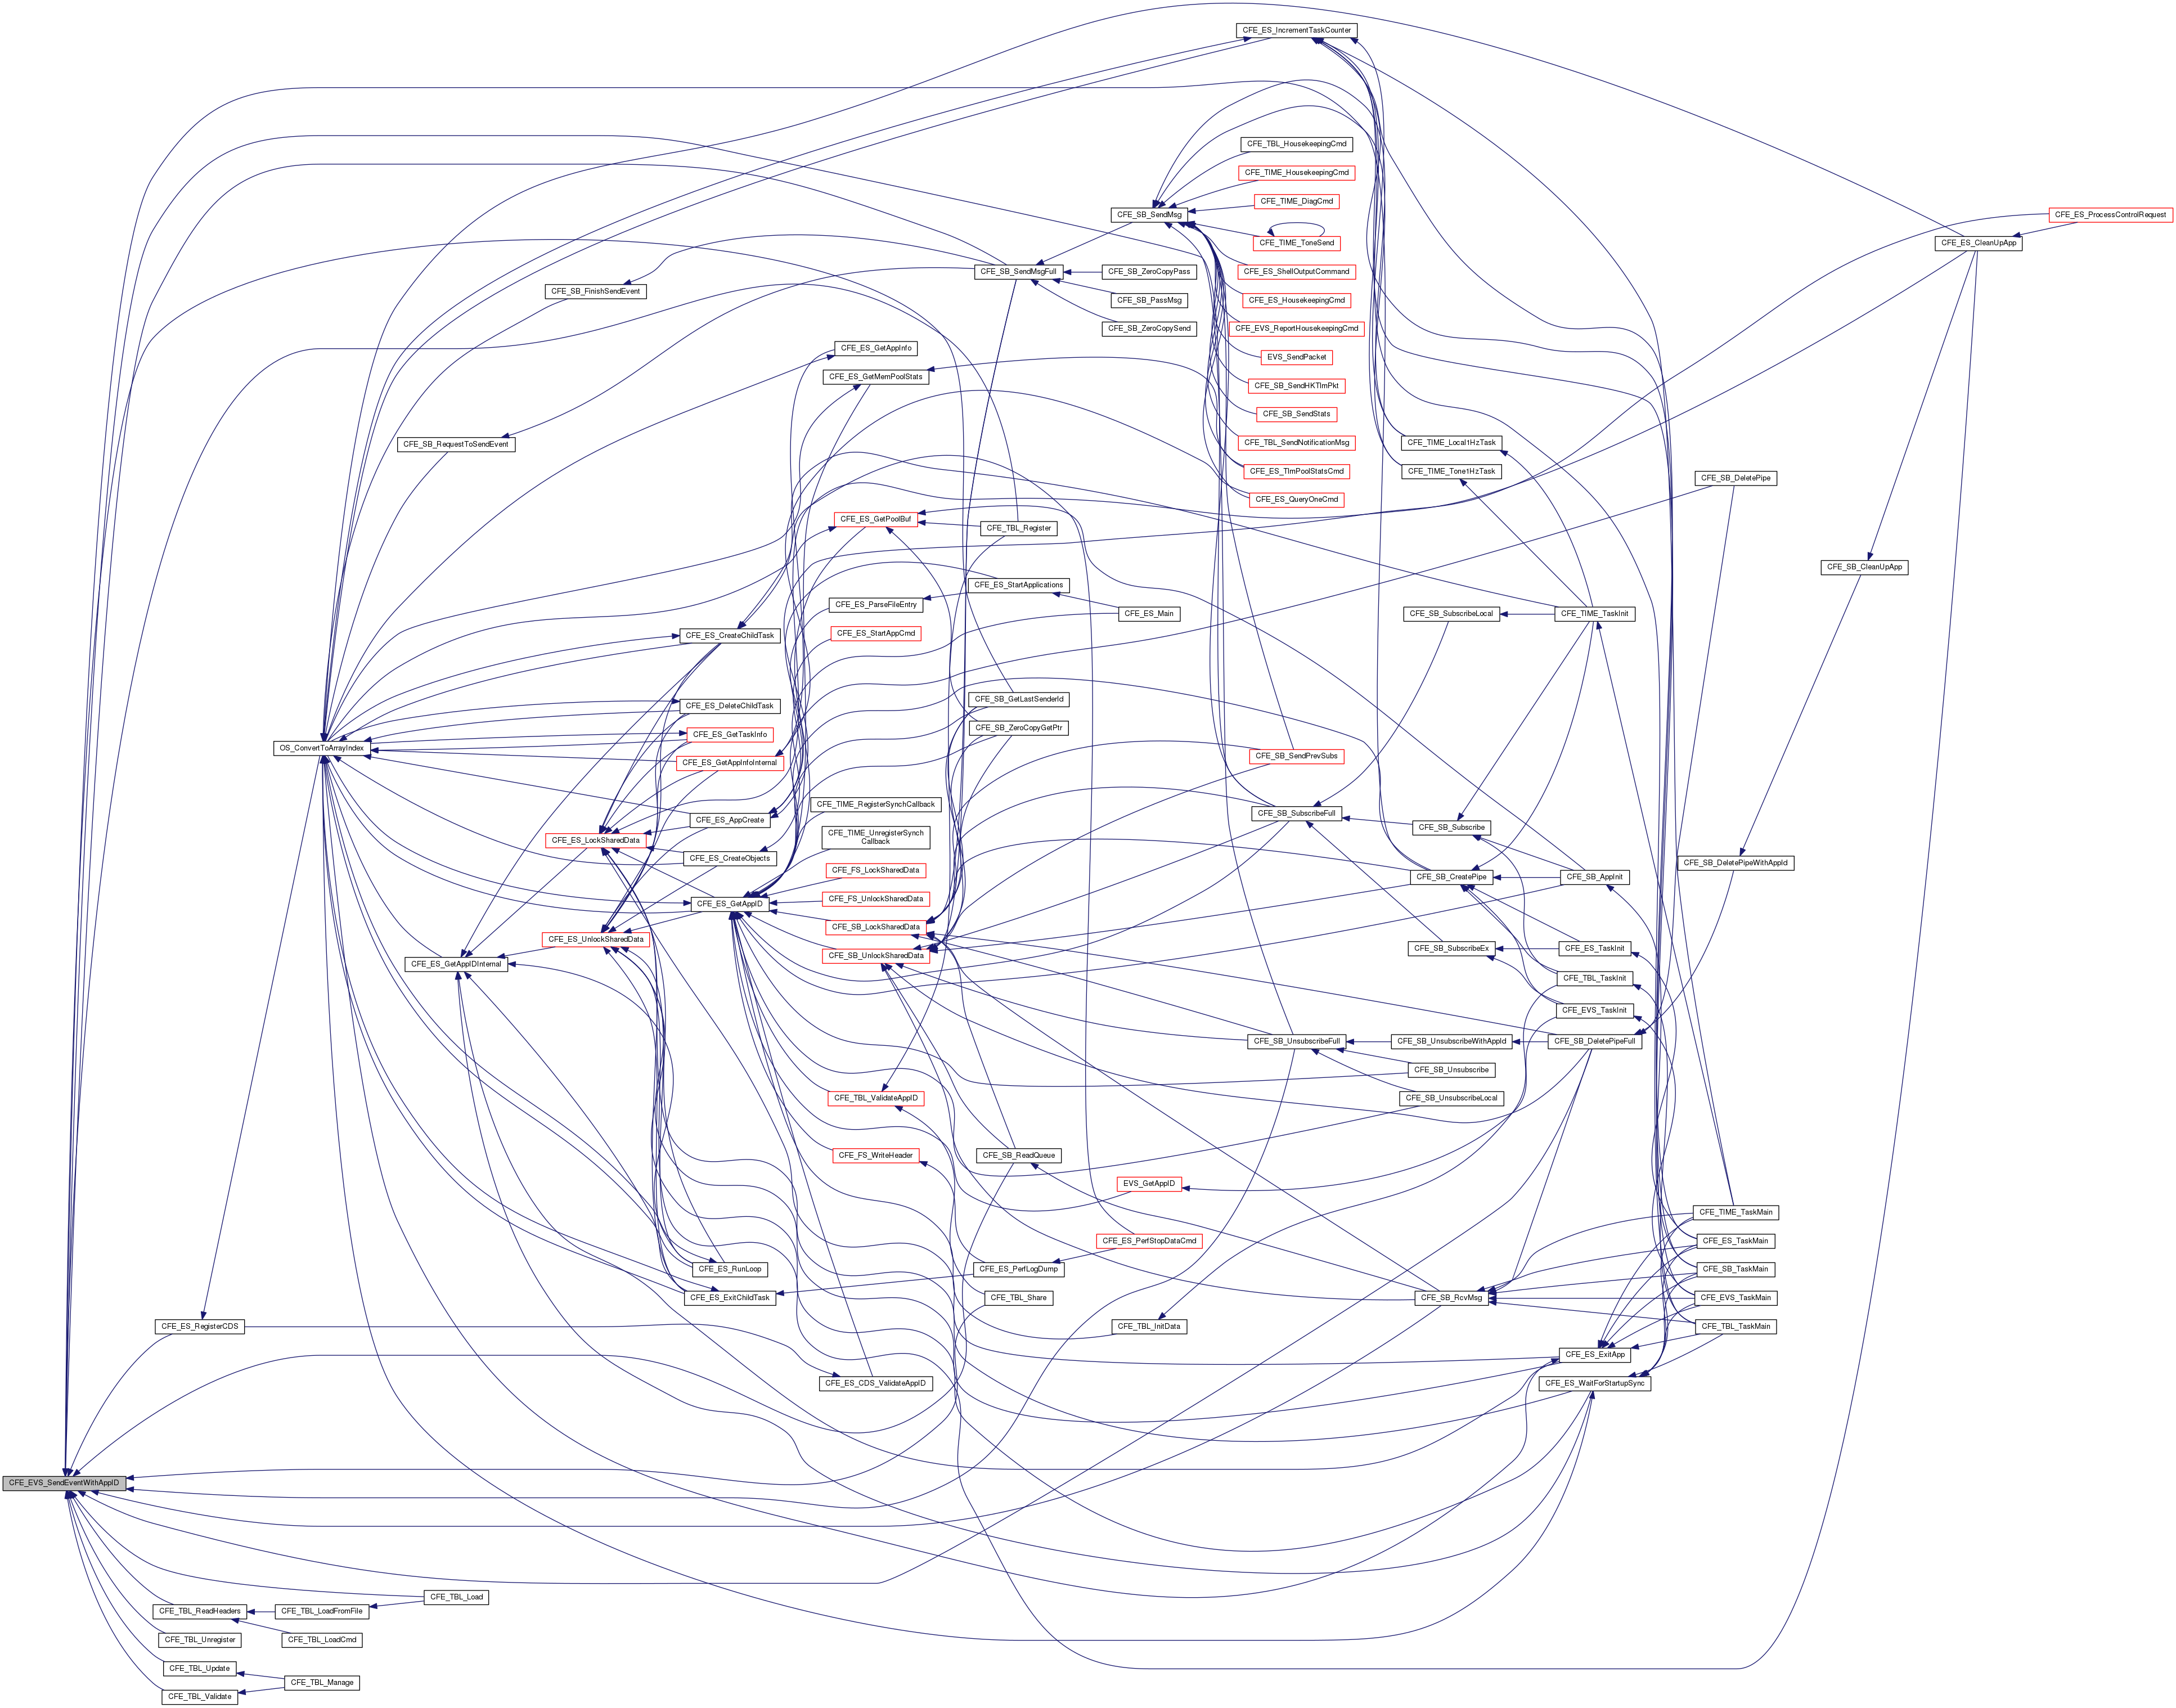 CFE_ES_IncrementTaskCounter
CFE_TBL_HousekeepingCmd
CFE_TIME_HousekeepingCmd
CFE_TIME_DiagCmd
CFE_SB_SendMsg
CFE_ES_ProcessControlRequest
CFE_TIME_ToneSend
CFE_ES_CleanUpApp
CFE_SB_SendMsgFull
CFE_SB_ZeroCopyPass
CFE_ES_ShellOutputCommand
CFE_SB_FinishSendEvent
CFE_SB_PassMsg
CFE_ES_HousekeepingCmd
CFE_SB_ZeroCopySend
CFE_EVS_ReportHousekeepingCmd
CFE_ES_GetAppInfo
EVS_SendPacket
CFE_ES_GetMemPoolStats
CFE_SB_SendHKTlmPkt
CFE_SB_SendStats
CFE_SB_RequestToSendEvent
CFE_TBL_SendNotificationMsg
CFE_TIME_Local1HzTask
CFE_ES_TlmPoolStatsCmd
CFE_TIME_Tone1HzTask
CFE_SB_DeletePipe
CFE_ES_QueryOneCmd
CFE_ES_GetPoolBuf
CFE_TBL_Register
CFE_SB_CleanUpApp
CFE_ES_StartApplications
CFE_ES_ParseFileEntry
CFE_ES_Main
CFE_SB_SubscribeLocal
CFE_TIME_TaskInit
CFE_ES_CreateChildTask
CFE_ES_StartAppCmd
CFE_SB_GetLastSenderId
CFE_ES_DeleteChildTask
CFE_SB_ZeroCopyGetPtr
CFE_ES_GetTaskInfo
OS_ConvertToArrayIndex
CFE_SB_SendPrevSubs
CFE_ES_GetAppInfoInternal
CFE_TIME_RegisterSynchCallback
CFE_SB_SubscribeFull
CFE_ES_AppCreate
CFE_SB_Subscribe
CFE_TIME_UnregisterSynch
Callback
CFE_ES_LockSharedData
CFE_ES_CreateObjects
CFE_SB_DeletePipeWithAppId
CFE_FS_LockSharedData
CFE_SB_CreatePipe
CFE_SB_AppInit
CFE_FS_UnlockSharedData
CFE_ES_GetAppID
CFE_SB_LockSharedData
CFE_ES_UnlockSharedData
CFE_SB_SubscribeEx
CFE_ES_TaskInit
CFE_SB_UnlockSharedData
CFE_ES_GetAppIDInternal
CFE_TBL_TaskInit
CFE_EVS_TaskInit
CFE_SB_UnsubscribeFull
CFE_SB_UnsubscribeWithAppId
CFE_SB_DeletePipeFull
CFE_SB_Unsubscribe
CFE_TBL_ValidateAppID
CFE_SB_UnsubscribeLocal
CFE_FS_WriteHeader
CFE_SB_ReadQueue
EVS_GetAppID
CFE_TIME_TaskMain
CFE_ES_PerfStopDataCmd
CFE_ES_TaskMain
CFE_ES_RunLoop
CFE_ES_PerfLogDump
CFE_SB_TaskMain
CFE_ES_ExitChildTask
CFE_TBL_Share
CFE_SB_RcvMsg
CFE_EVS_TaskMain
CFE_ES_RegisterCDS
CFE_TBL_InitData
CFE_TBL_TaskMain
CFE_ES_ExitApp
CFE_ES_CDS_ValidateAppID
CFE_ES_WaitForStartupSync
CFE_EVS_SendEventWithAppID
CFE_TBL_Load
CFE_TBL_ReadHeaders
CFE_TBL_LoadFromFile
CFE_TBL_Unregister
CFE_TBL_LoadCmd
CFE_TBL_Update
CFE_TBL_Manage
CFE_TBL_Validate